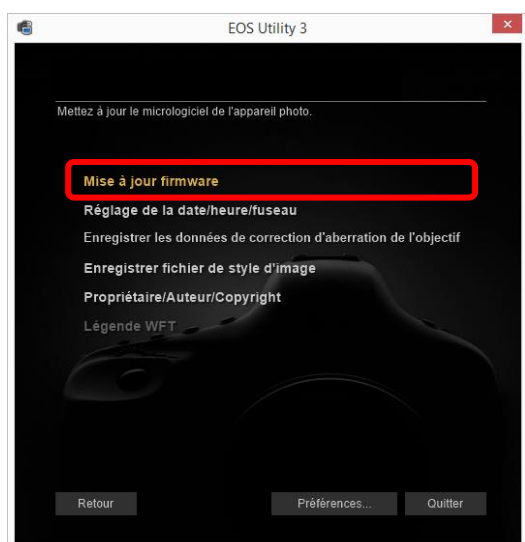 EOS Utility 3
Mettez à jour le micrologiciel de l'appareil photo.
Mise à jour firmware
Réglage de la date/heure/fuseau
Enregistrer les données de correction d'aberration de l'objectif
Enregistrer fichier de style d'image
Propriétaire/Auteur/Copyright
Légende WFT
Retour
Préférences...
Quitter